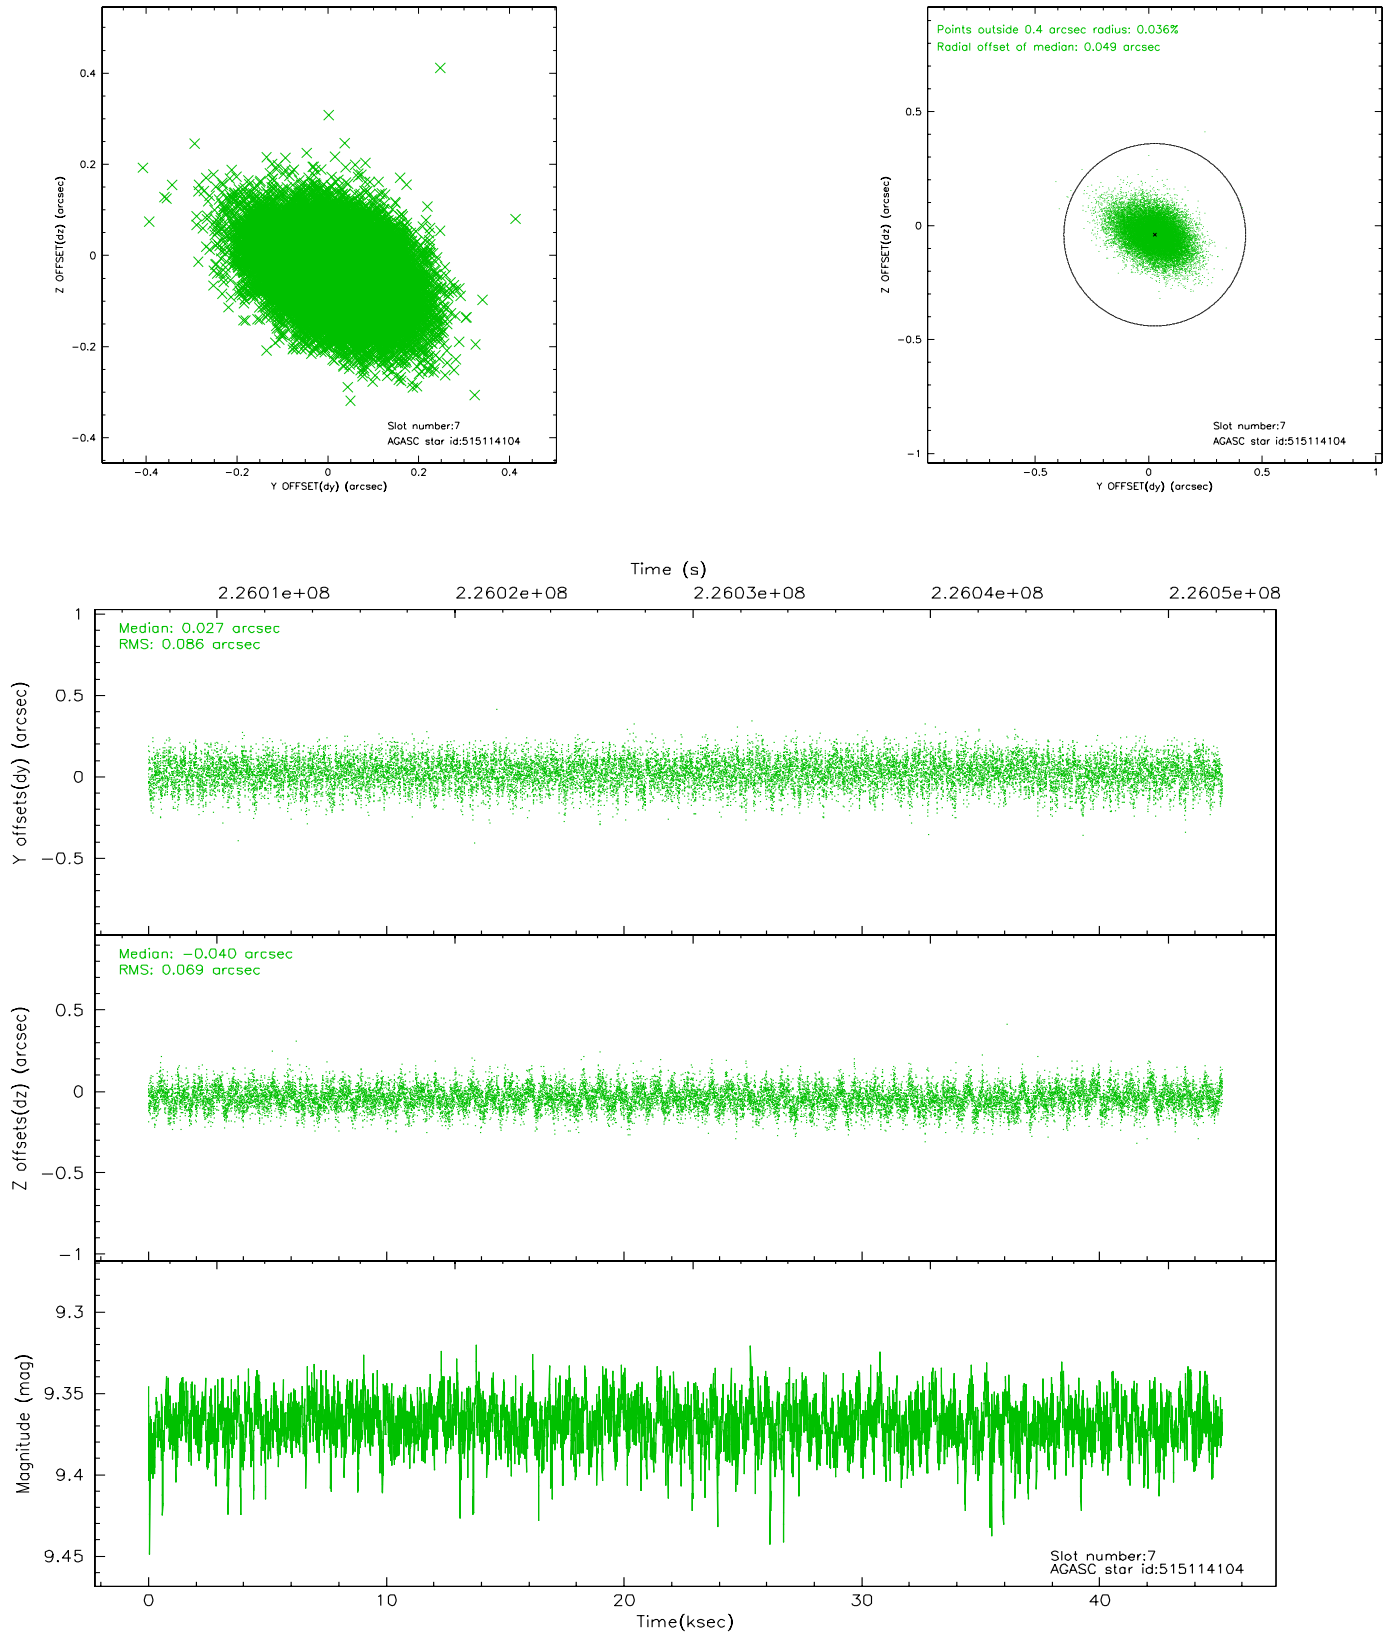 0.4
0.2
0
−0.2
−0.4
Z OFFSET(dz) (arcsec)
−0.4 −0.2 0 0.2 0.4
Y OFFSET(dy) (arcsec)
Slot number:7
AGASC star id:515114104
Points outside 0.4 arcsec radius: 0.036%
Radial offset of median: 0.049 arcsec
0.5
0
−0.5
−1
Z OFFSET(dz) (arcsec)
−0.5 0 0.5 1
Y OFFSET(dy) (arcsec)
Slot number:7
AGASC star id:515114104
Time (s)
2.2601e+08 2.2602e+08 2.2603e+08 2.2604e+08 2.2605e+08
Median: 0.027 arcsec
RMS: 0.086 arcsec
1
0.5
0
−0.5
Y offsets(dy) (arcsec)
Median: −0.040 arcsec
RMS: 0.069 arcsec
0.5
0
−0.5
−1
Z offsets(dz) (arcsec)
9.3
9.35
9.4
9.45
Magnitude (mag)
Slot number:7
AGASC star id:515114104
0 10 20 30 40
Time(ksec)